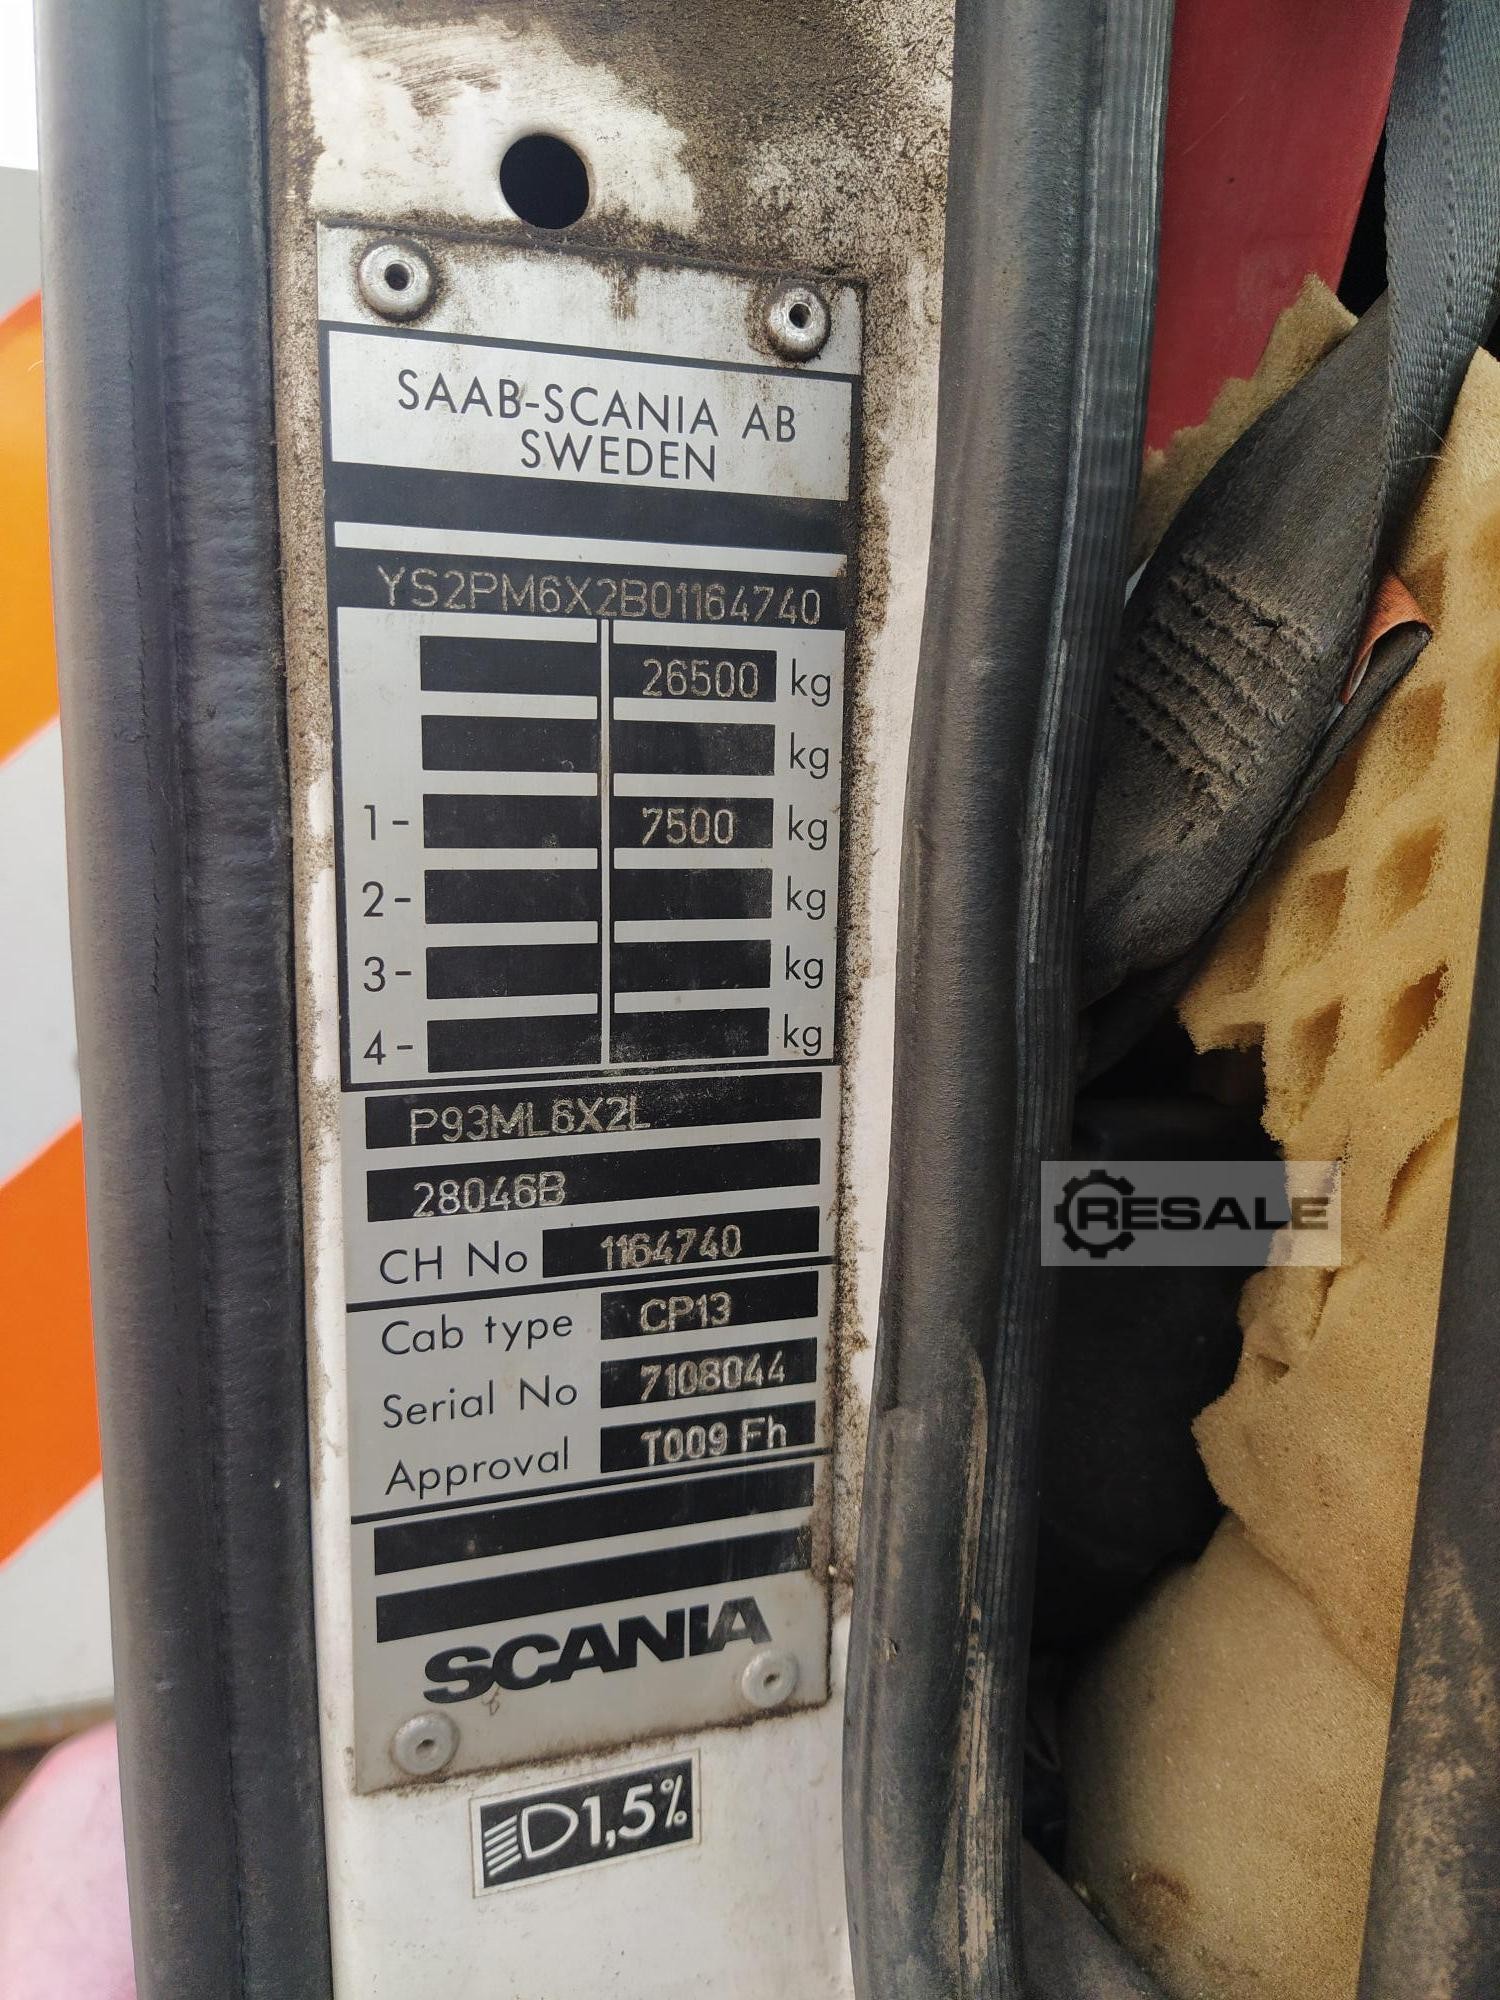 SAAB-SCANIA AB
SWEDEN
YS2PM6X2B01164740
26500 kg
kg
1- 7500 kg
2- kg
3- kg
4- kg
P93ML6X2L
28046B
CH No 1164740
Cab type CP13
Serial No 7108044
Approval T009 Fh
SCANIA
1,5%
RESALE